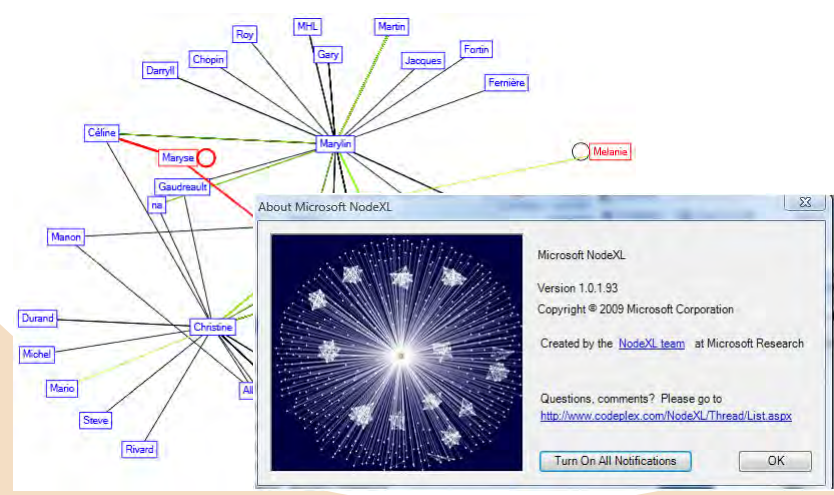 MHL
Martin
Roy
Gary
Fortin
Chopin
Jacques
Darryll
Fernière
Céline
Marylin
Maryse
Melanie
Gaudreault
na
Manon
Durand
Christine
Michel
Mario
Al
Steve
Rivard
About Microsoft NodeXL
Microsoft NodeXL
Version 1.0.1.93
Copyright © 2009 Microsoft Corporation
Created by the NodeXL team at Microsoft Research
Questions, comments? Please go to
http://www.codeplex.com/NodeXL/Thread/List.aspx
Turn On All Notifications
OK